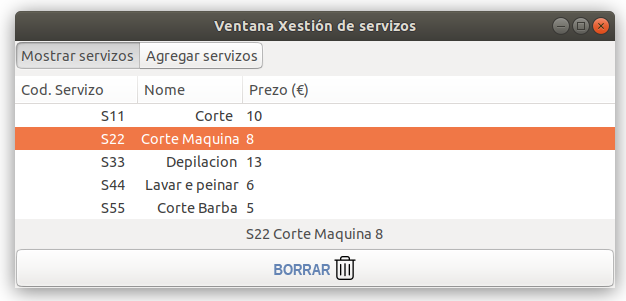 Ventana Xestión de servizos
Mostrar servizos Agregar servizos
Cod. Servizo Nome Prezo (€)
S11 Corte 10
S22 Corte Maquina 8
S33 Depilacion 13
S44 Lavar e peinar 6
S55 Corte Barba 5
S22 Corte Maquina 8
BORRAR